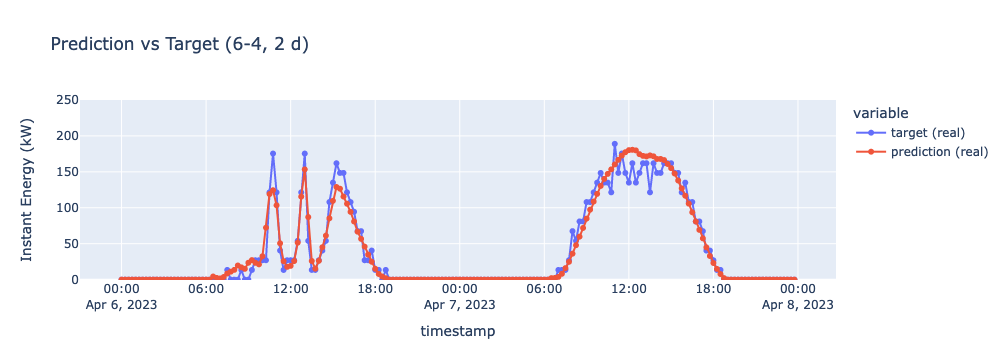 Prediction vs Target (6-4, 2 d)
250
200
150
100
50
0
Instant Energy (kW)
00:00
Apr 6, 2023
06:00
12:00
18:00
00:00
Apr 7, 2023
06:00
12:00
18:00
00:00
Apr 8, 2023
timestamp
variable
target (real)
prediction (real)